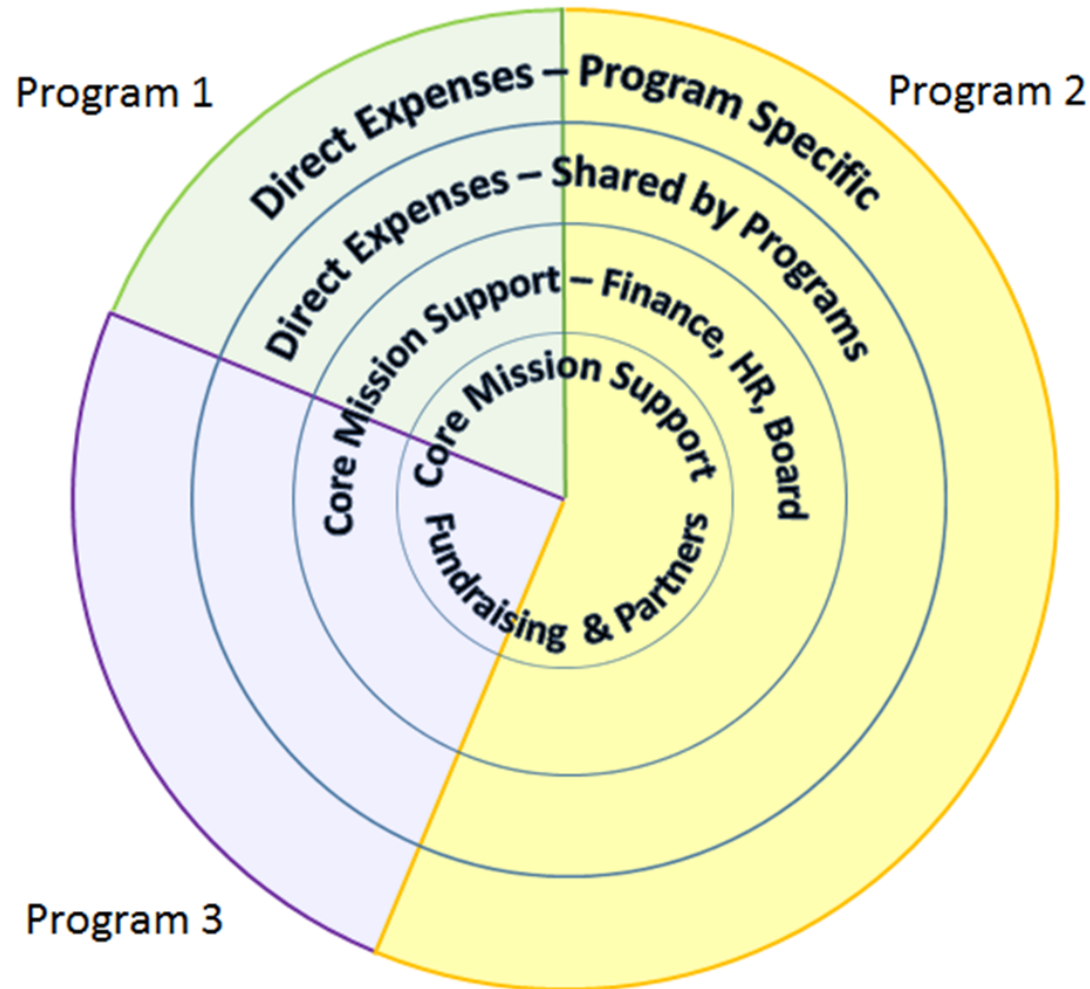 Program 1
Program 2
Direct Expenses – Program Specific
Direct Expenses – Shared by Programs
Core Mission Support – Finance, HR, Board
Core Mission Support
Fundraising & Partners
Program 3